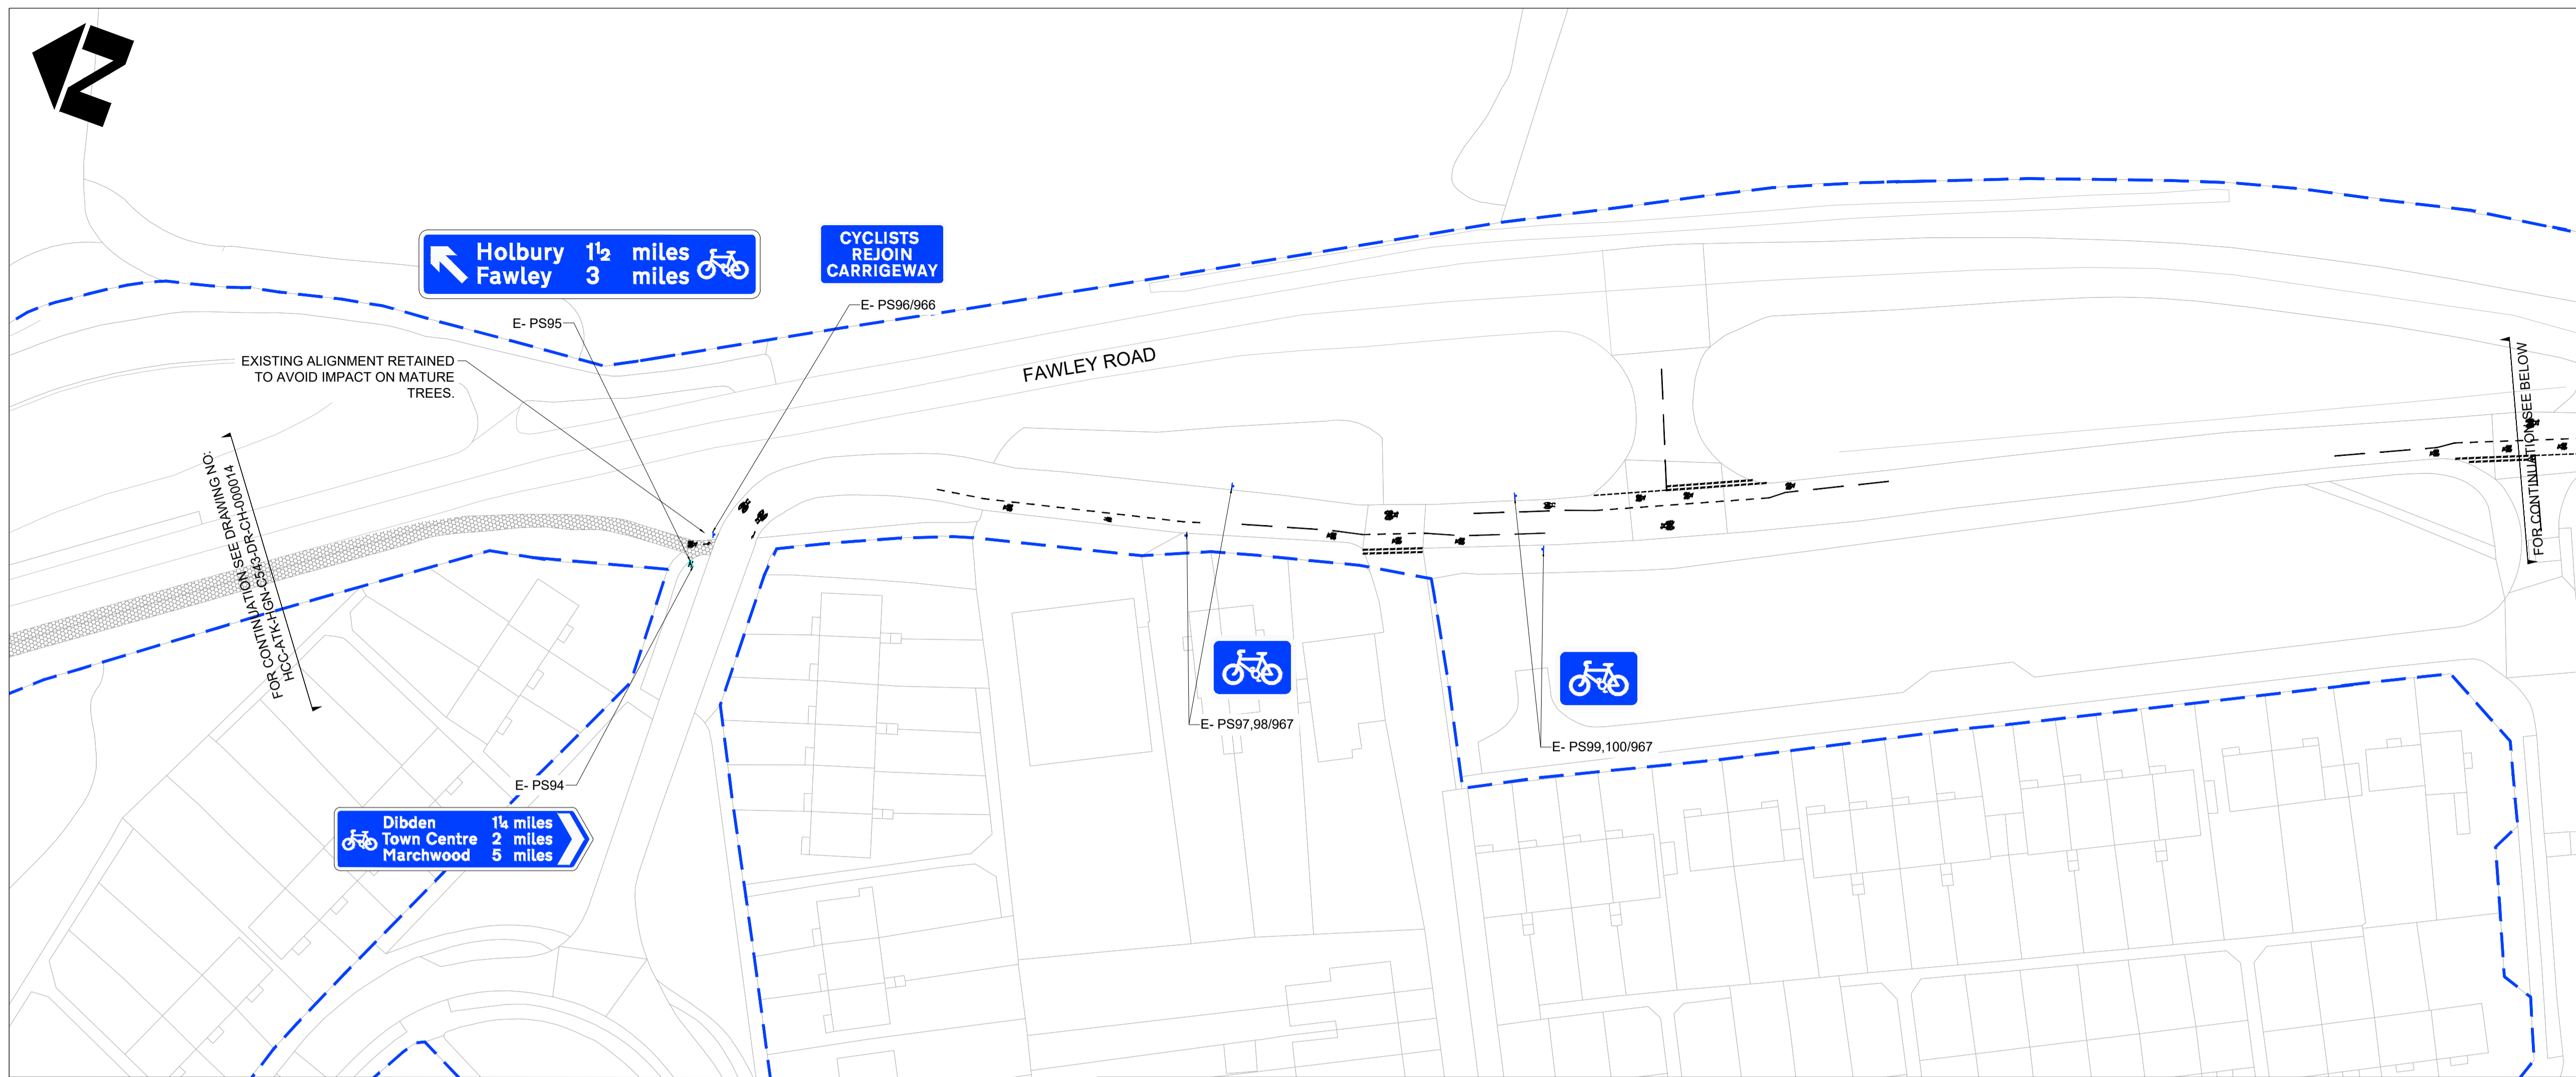 Holbury 1½ miles
Fawley 3 miles
CYCLISTS
REJOIN
CARRIGEWAY
E- PS96/966
E- PS95
EXISTING ALIGNMENT RETAINED
TO AVOID IMPACT ON MATURE
TREES.
FAWLEY ROAD
FOR CONTINUATION SEE DRAWING NO:
HCC-ATK-HGN-C543-DR-CH-000014
FOR CONTINUATION SEE BELOW
E- PS97,98/967
E- PS99,100/967
E- PS94
Dibden 1¼ miles
Town Centre 2 miles
Marchwood 5 miles